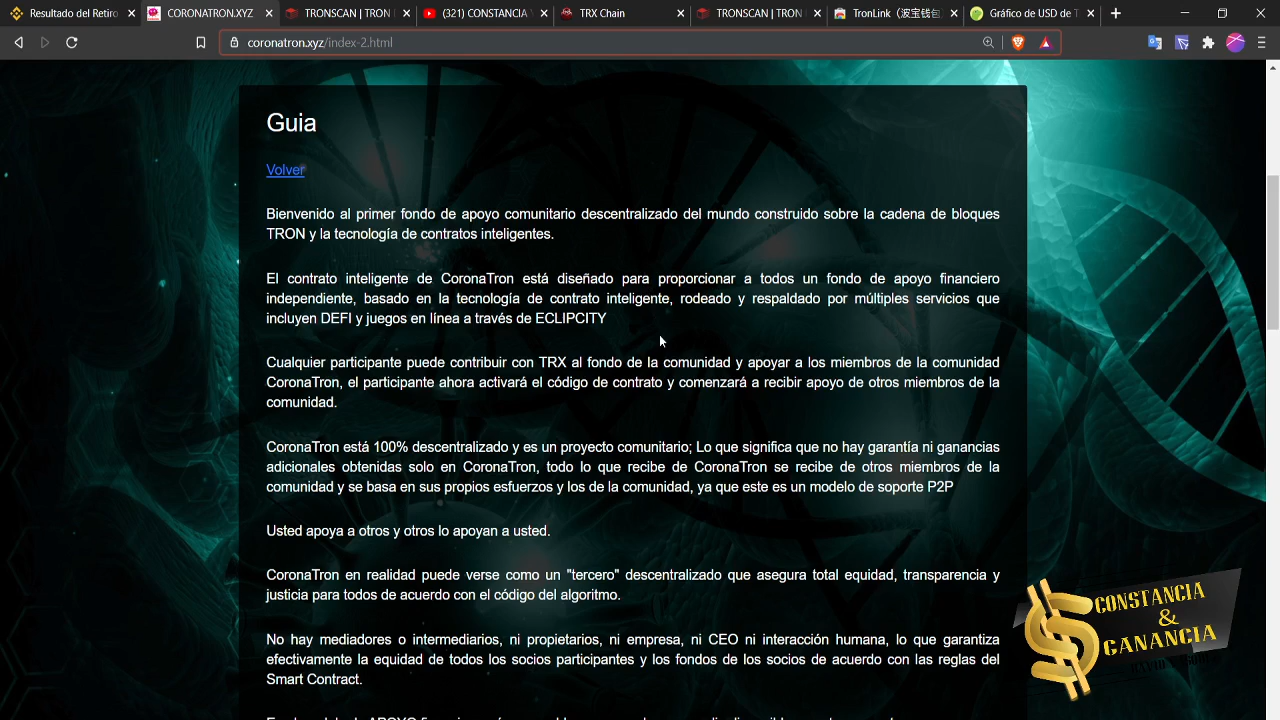 Resultado del Retiro
CORONATRON.XYZ
TRONSCAN | TRON
(321) CONSTANCIA
TRX Chain
TRONSCAN | TRON
TronLink（波宝钱包
Gráfico de USD de T
coronatron.xyz/index-2.html
Guia
Volver
Bienvenido al primer fondo de apoyo comunitario descentralizado del mundo construido sobre la cadena de bloques
TRON y la tecnología de contratos inteligentes.
El contrato inteligente de CoronaTron está diseñado para proporcionar a todos un fondo de apoyo financiero
independiente, basado en la tecnología de contrato inteligente, rodeado y respaldado por múltiples servicios que
incluyen DEFI y juegos en línea a través de ECLIPCITY
Cualquier participante puede contribuir con TRX al fondo de la comunidad y apoyar a los miembros de la comunidad
CoronaTron, el participante ahora activará el código de contrato y comenzará a recibir apoyo de otros miembros de la
comunidad.
CoronaTron está 100% descentralizado y es un proyecto comunitario; Lo que significa que no hay garantía ni ganancias
adicionales obtenidas solo en CoronaTron, todo lo que recibe de CoronaTron se recibe de otros miembros de la
comunidad y se basa en sus propios esfuerzos y los de la comunidad, ya que este es un modelo de soporte P2P
Usted apoya a otros y otros lo apoyan a usted.
CoronaTron en realidad puede verse como un "tercero" descentralizado que asegura total equidad, transparencia y
justicia para todos de acuerdo con el código del algoritmo.
No hay mediadores o intermediarios, ni propietarios, ni empresa, ni CEO ni interacción humana, lo que garantiza
efectivamente la equidad de todos los socios participantes y los fondos de los socios de acuerdo con las reglas del
Smart Contract.
CONSTANCIA
&
GANANCIA